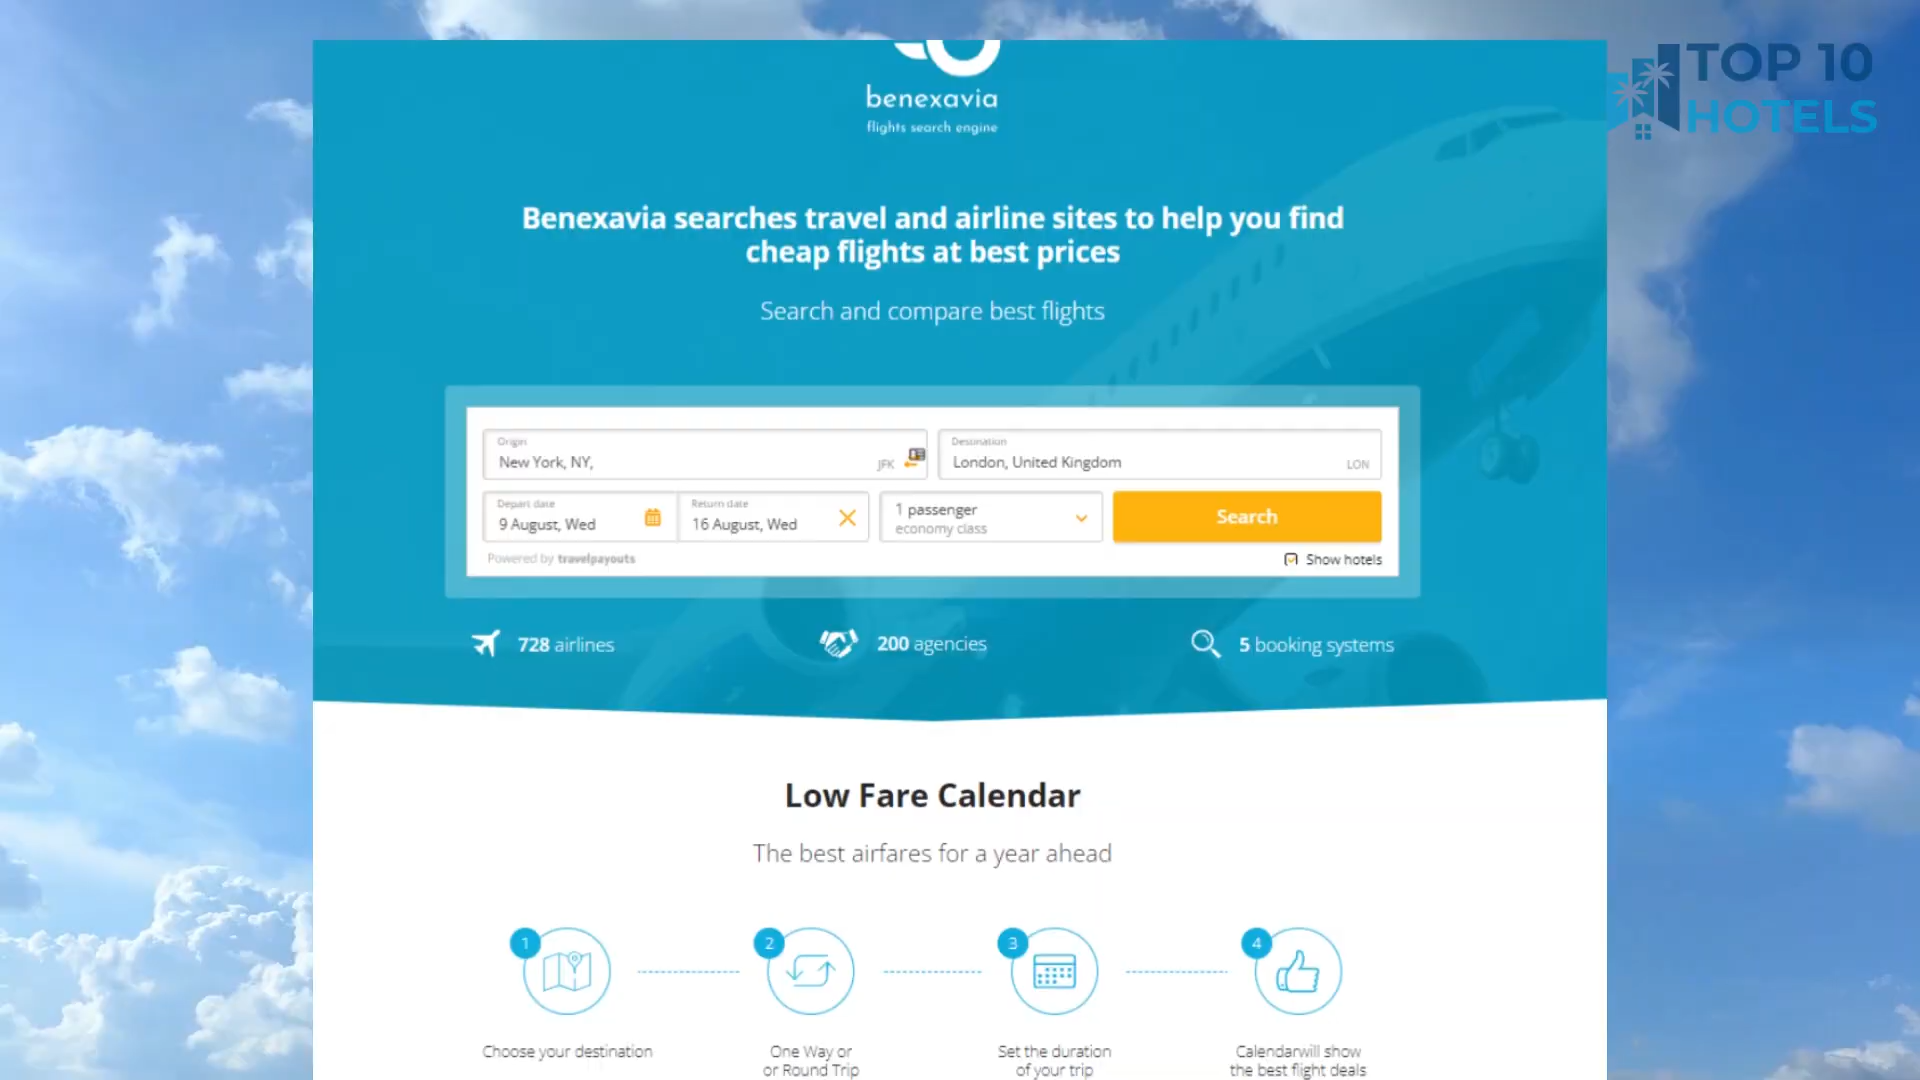 TOP 10
HOTELS
benexavia
flights search engine
Benexavia searches travel and airline sites to help you find
cheap flights at best prices
Search and compare best flights
Origin
New York, NY,
JFK
Destination
London, United Kingdom
LON
Depart date
9 August, Wed
Return date
16 August, Wed
1 passenger
economy class
Search
Powered by travelpayouts
Show hotels
728 airlines
200 agencies
5 booking systems
Low Fare Calendar
The best airfares for a year ahead
1
2
3
4
Choose your destination
One Way or
or Round Trip
Set the duration
of your trip
Calendarwill show
the best flight deals